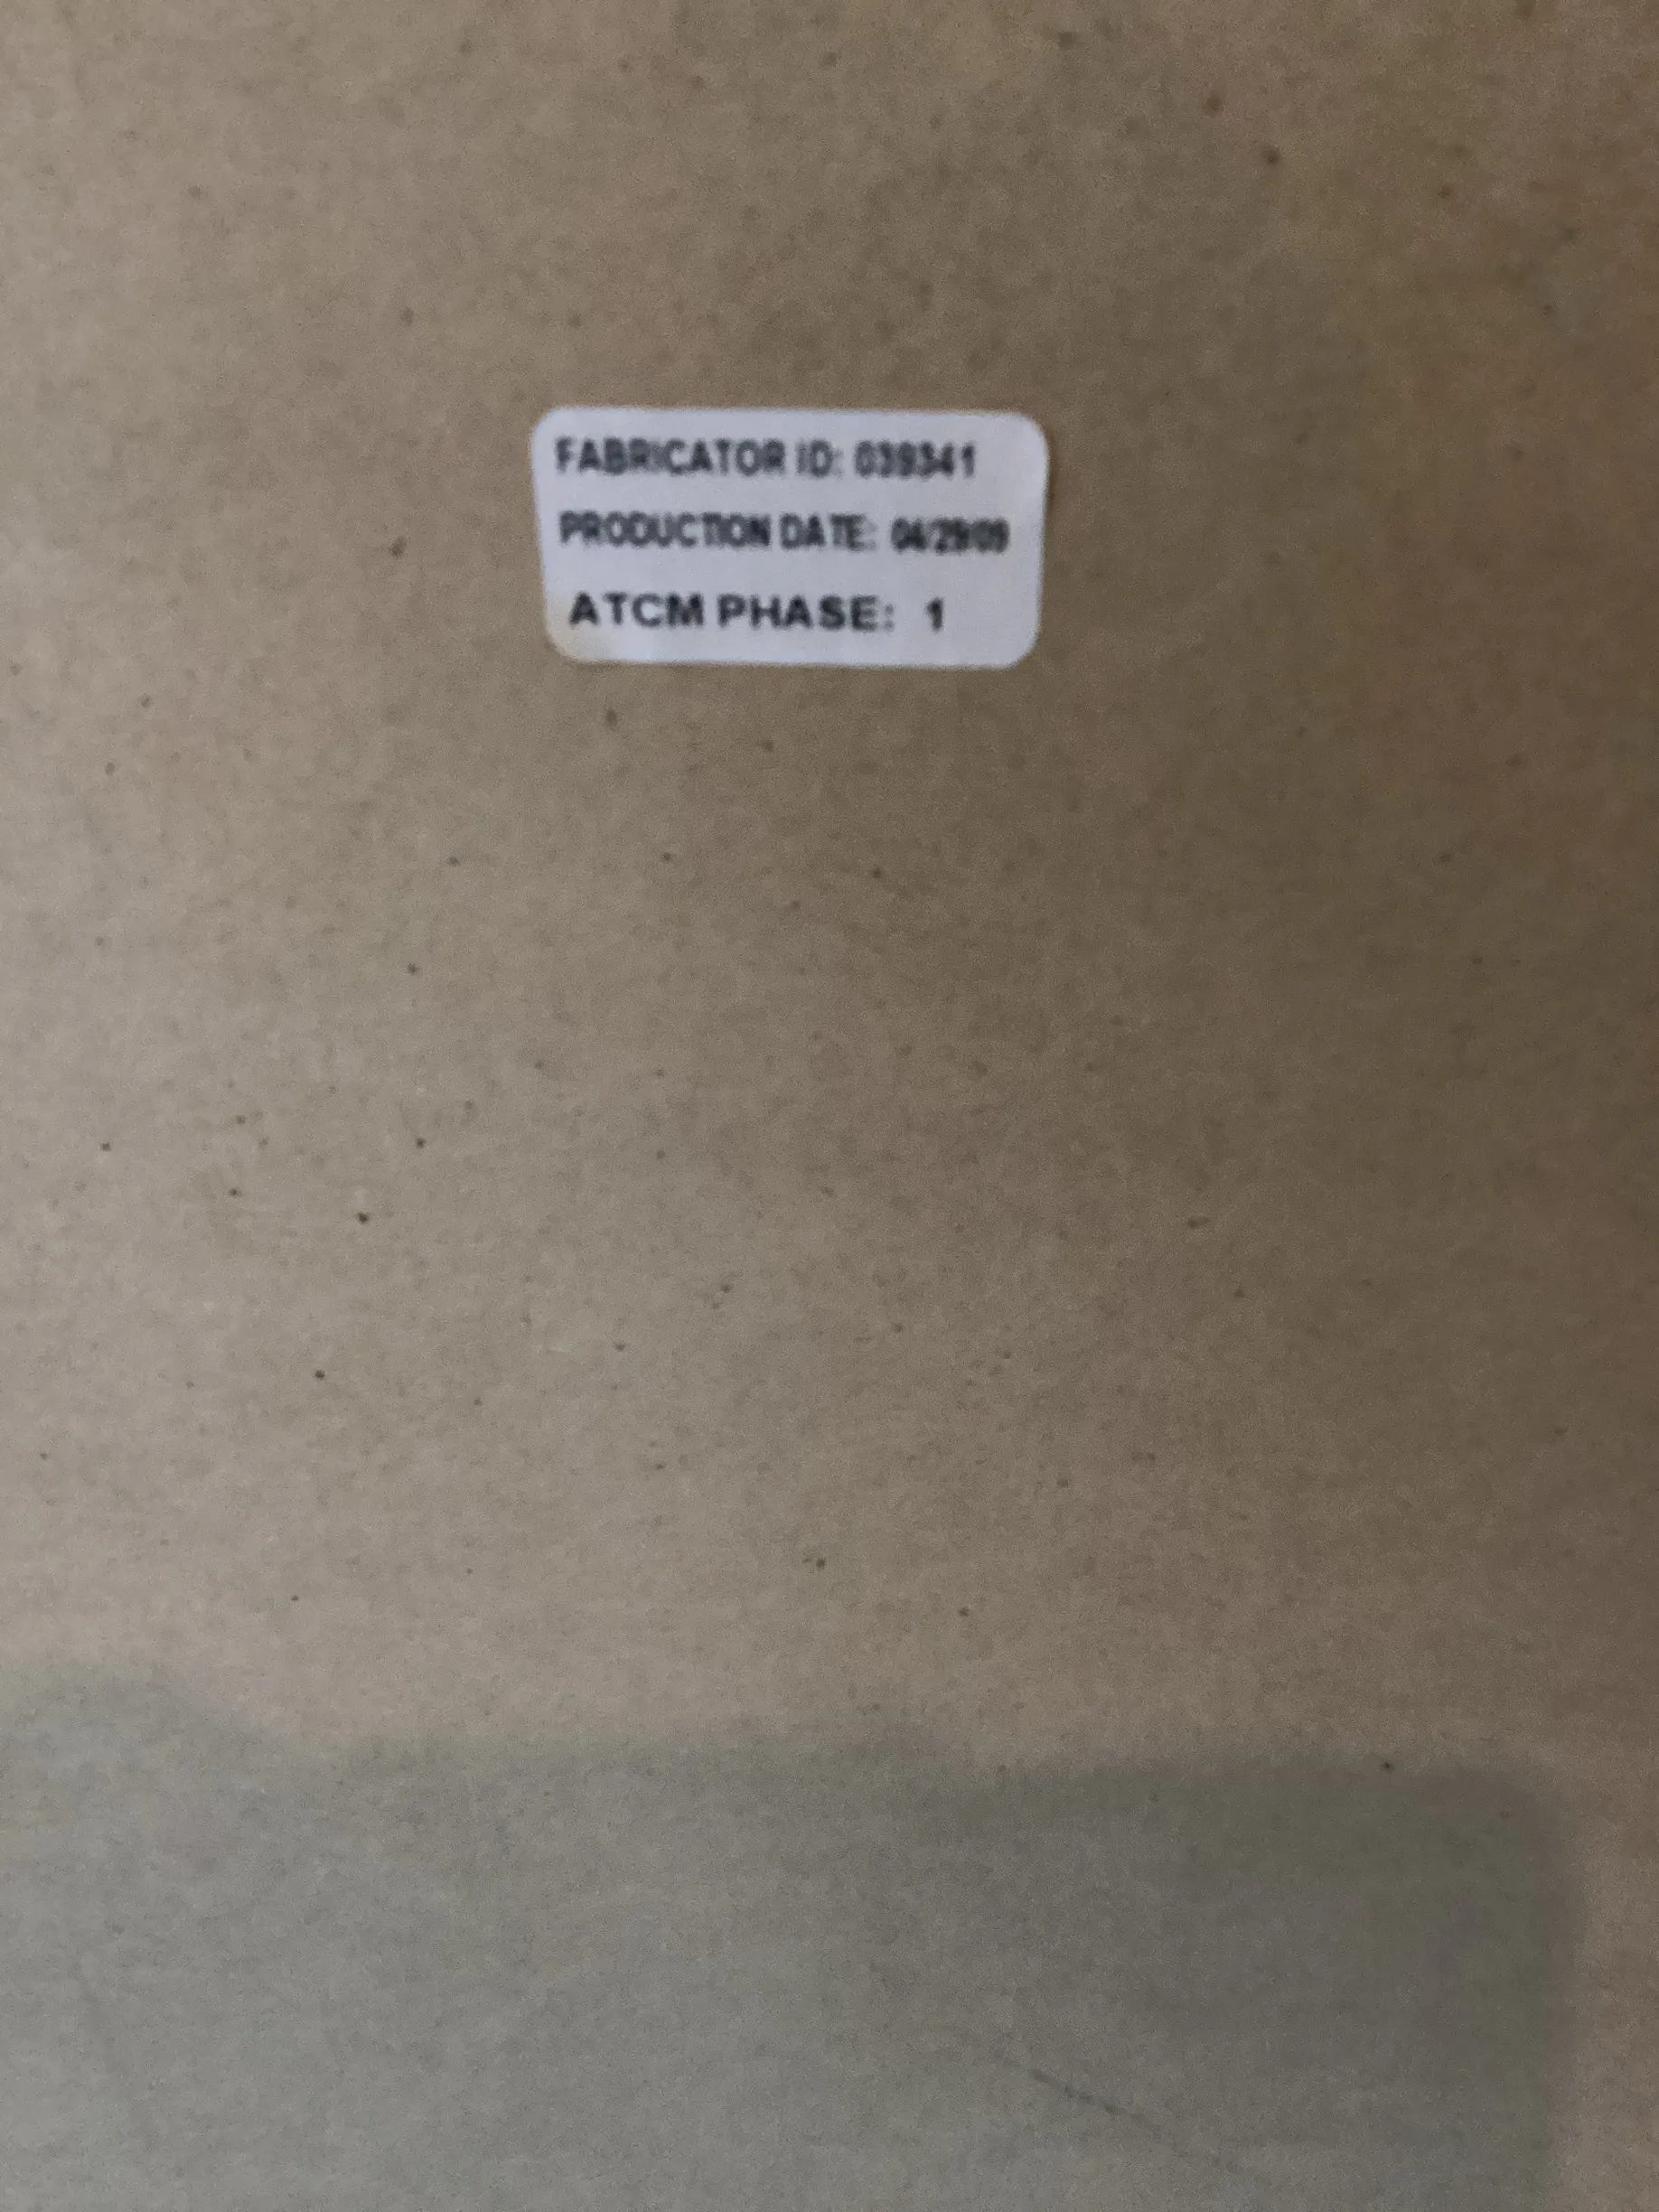 FABRICATOR ID: 039341
PRODUCTION DATE: 04/29/09
ATCM PHASE: 1